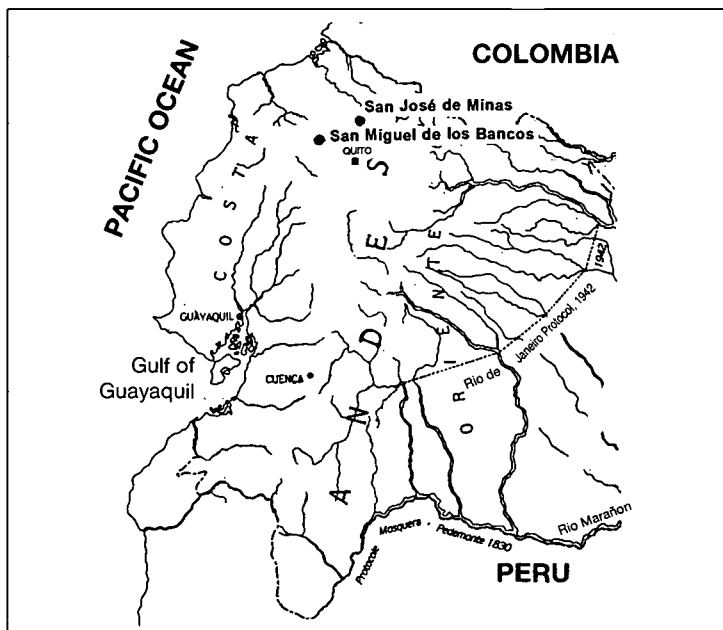 COLOMBIA
PACIFIC OCEAN
San José de Minas
San Miguel de los Bancos
QUITO
COSTA
ANDES
ORIENTE
1942
Rio de Janeiro Protocol, 1942
GUAYAQUIL
Gulf of
Guayaquil
CUENCA
Rio Marañon
Protocole Mosquera - Pedemonte 1830
PERU